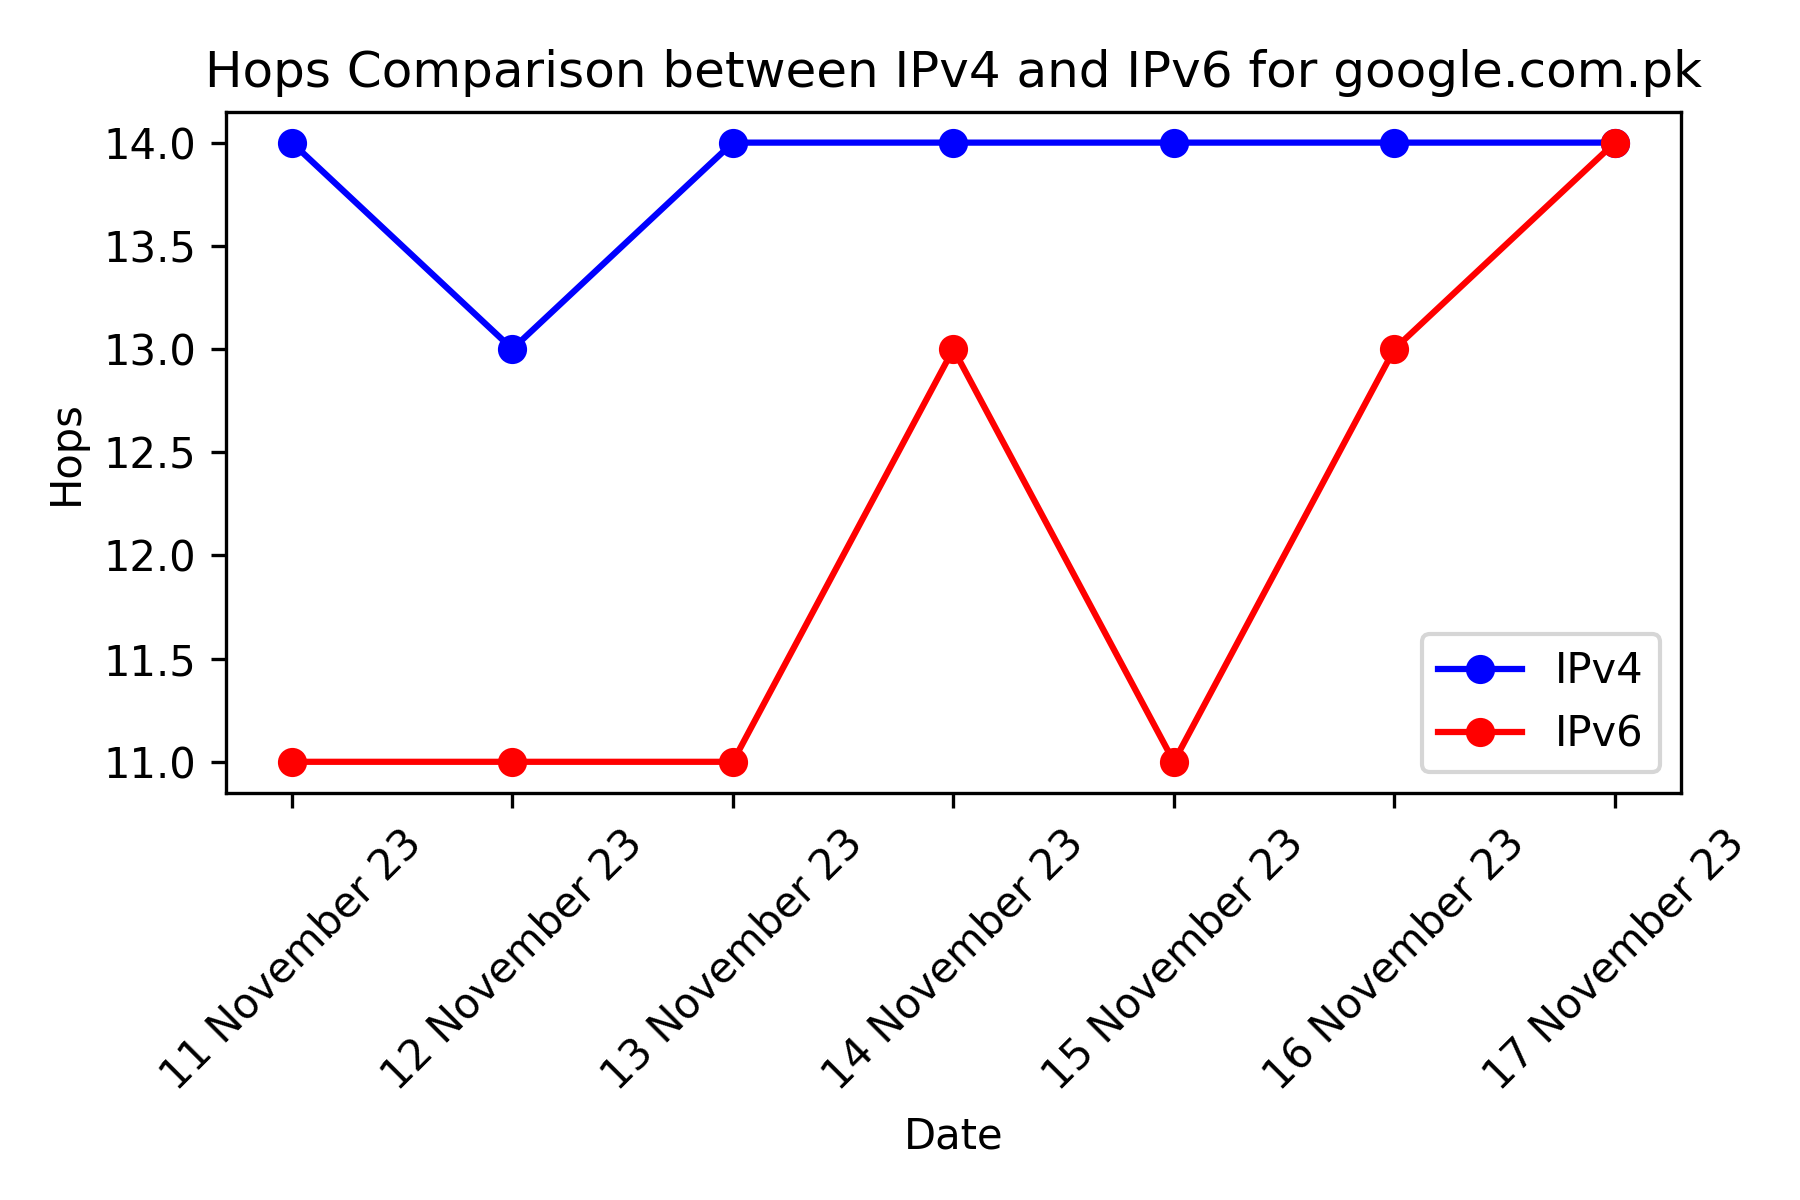 Hops Comparison between IPv4 and IPv6 for google.com.pk
14.0
13.5
13.0
12.5
12.0
11.5
11.0
Hops
IPv4
IPv6
11 November 23
12 November 23
13 November 23
14 November 23
15 November 23
16 November 23
17 November 23
Date